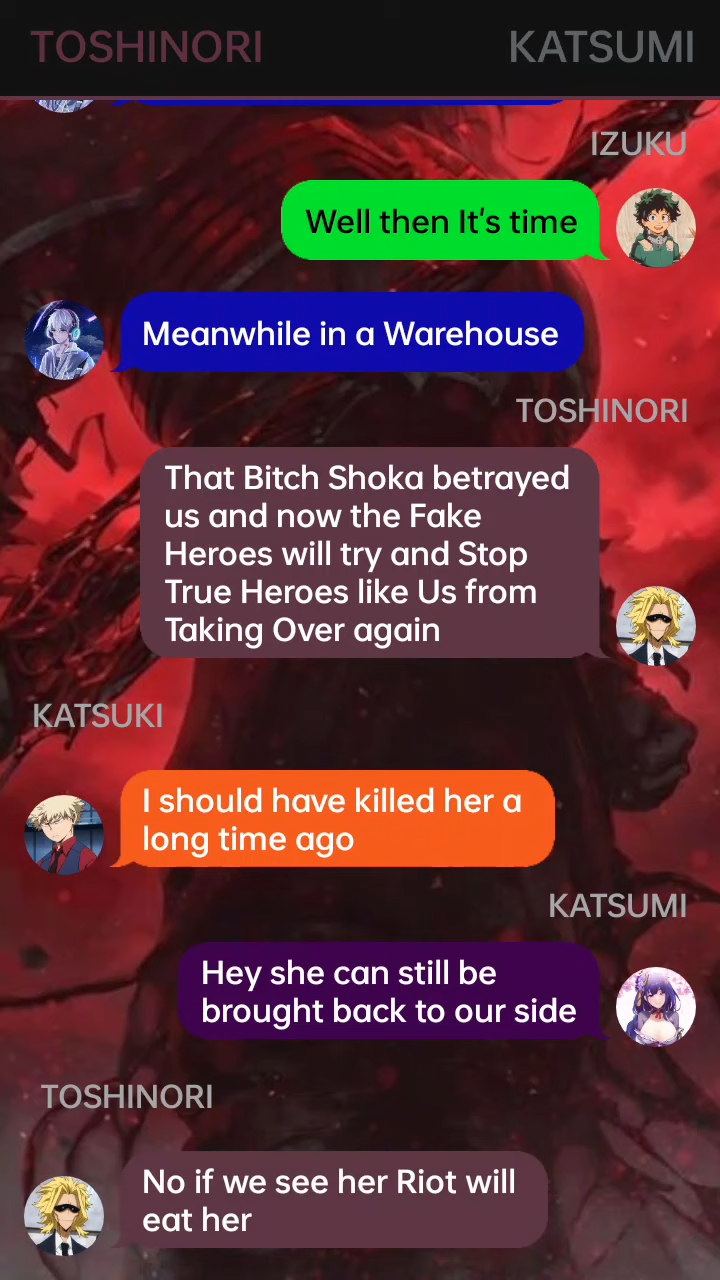 TOSHINORI KATSUMI
IZUKU
Well then It's time
Meanwhile in a Warehouse
TOSHINORI
That Bitch Shoka betrayed
us and now the Fake
Heroes will try and Stop
True Heroes like Us from
Taking Over again
KATSUKI
I should have killed her a
long time ago
KATSUMI
Hey she can still be
brought back to our side
TOSHINORI
No if we see her Riot will
eat her